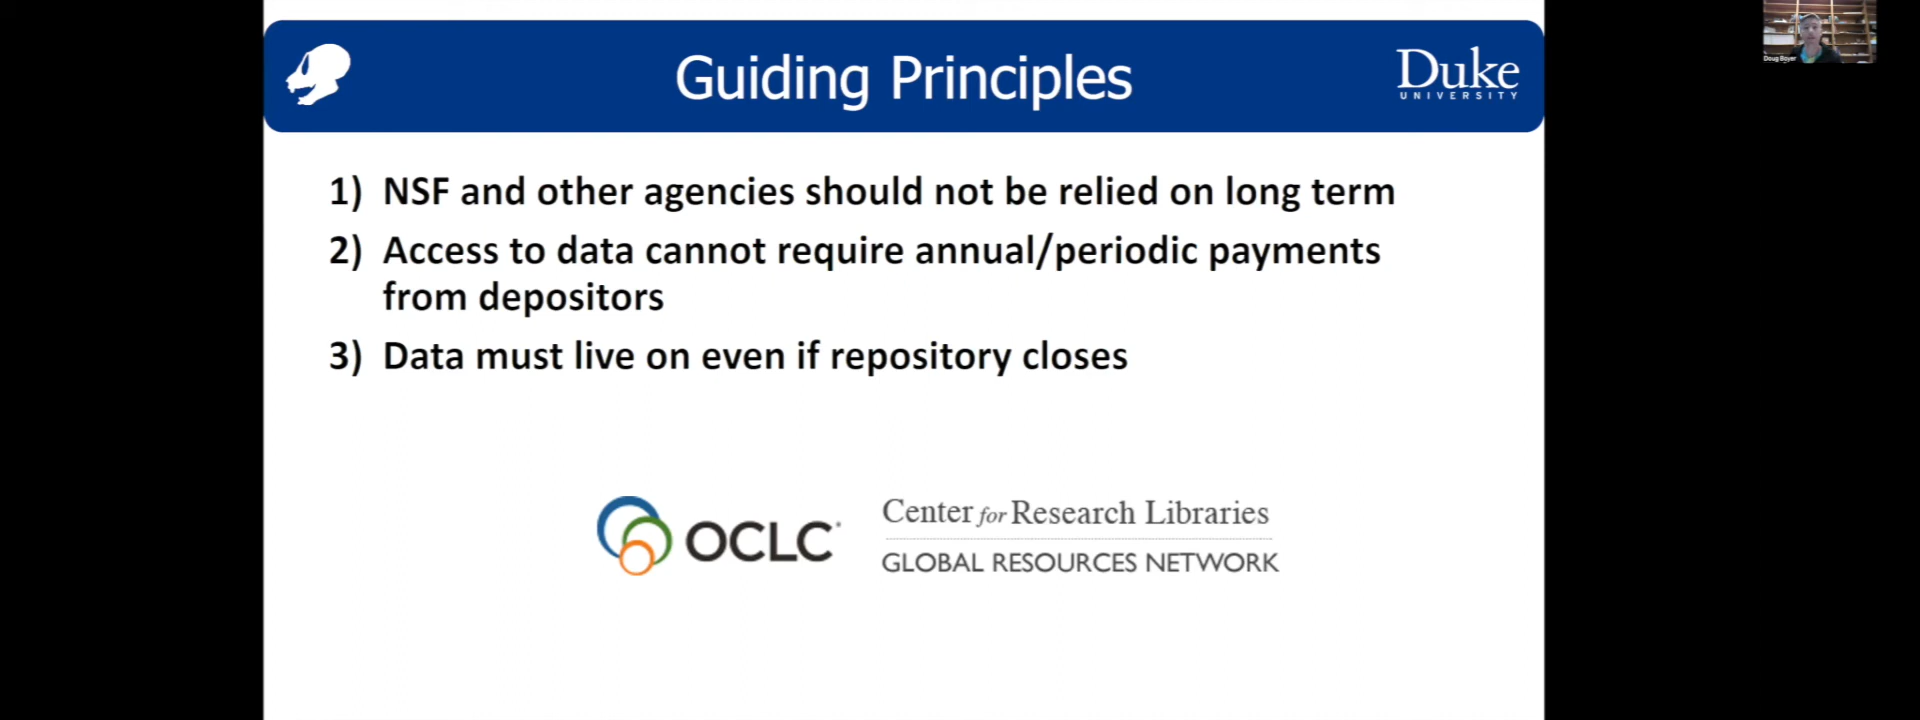 Guiding Principles
Duke
UNIVERSITY
Doug Boyer
1) NSF and other agencies should not be relied on long term
2) Access to data cannot require annual/periodic payments
from depositors
3) Data must live on even if repository closes
OCLC
Center for Research Libraries
GLOBAL RESOURCES NETWORK